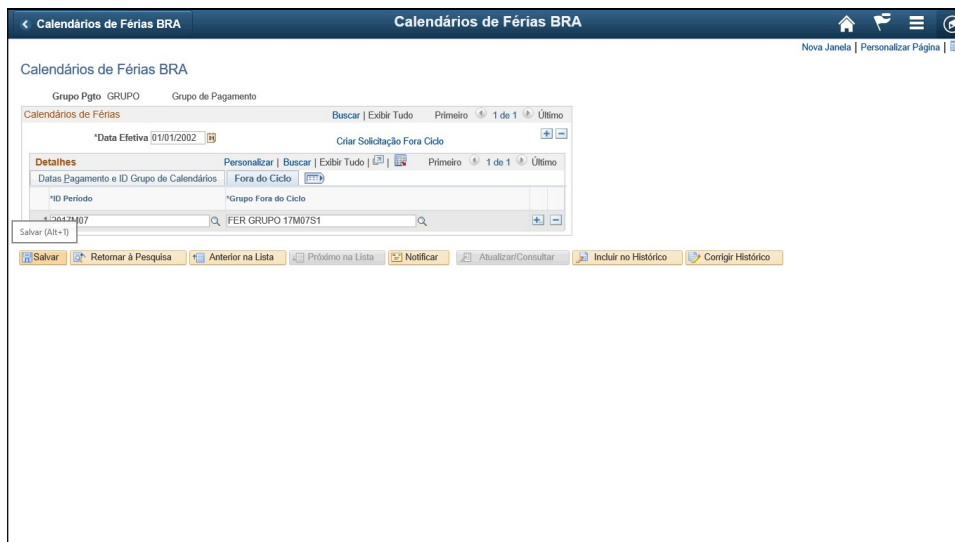 Calendários de Férias BRA
Calendários de Férias BRA
Nova Janela | Personalizar Página |
Calendários de Férias BRA
Grupo Pgto GRUPO Grupo de Pagamento
Calendários de Férias Buscar | Exibir Tudo Primeiro 1 de 1 Último
*Data Efetiva 01/01/2002 Criar Solicitação Fora Ciclo
Detalhes Personalizar | Buscar | Exibir Tudo | | Primeiro 1 de 1 Último
Datas Pagamento e ID Grupo de Calendários Fora do Ciclo
*ID Período *Grupo Fora do Ciclo
1 2017M07 FER GRUPO 17M07S1
Salvar (Alt+1)
Salvar Retornar à Pesquisa Anterior na Lista Próximo na Lista Notificar Atualizar/Consultar Incluir no Histórico Corrigir Histórico